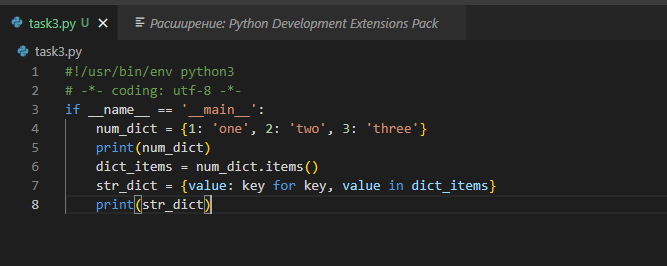 task3.py U × Расширение: Python Development Extensions Pack
task3.py
1 #!/usr/bin/env python3
2 # -*- coding: utf-8 -*-
3 if __name__ == '__main__':
4     num_dict = {1: 'one', 2: 'two', 3: 'three'}
5     print(num_dict)
6     dict_items = num_dict.items()
7     str_dict = {value: key for key, value in dict_items}
8     print(str_dict)